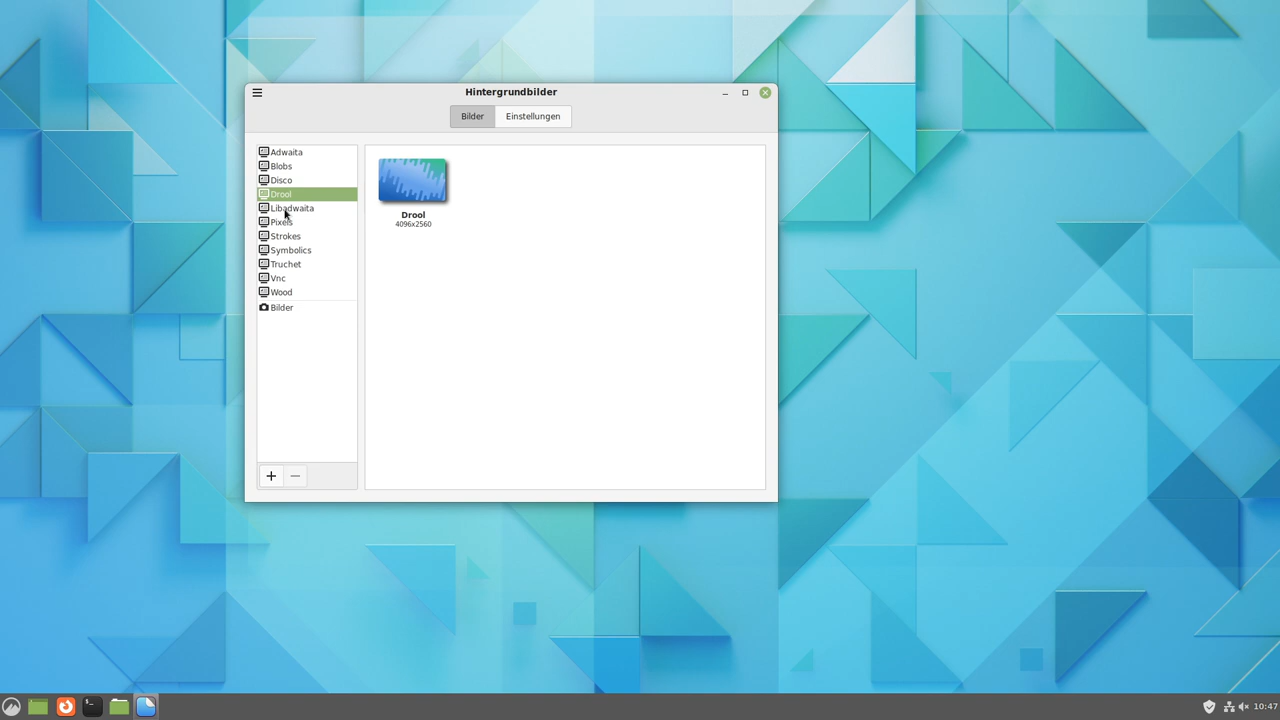 Hintergrundbilder
Bilder
Einstellungen
Adwaita
Blobs
Disco
Drool
Libadwaita
Pixels
Strokes
Symbolics
Truchet
Vnc
Wood
Bilder
Drool
4096x2560
10:47